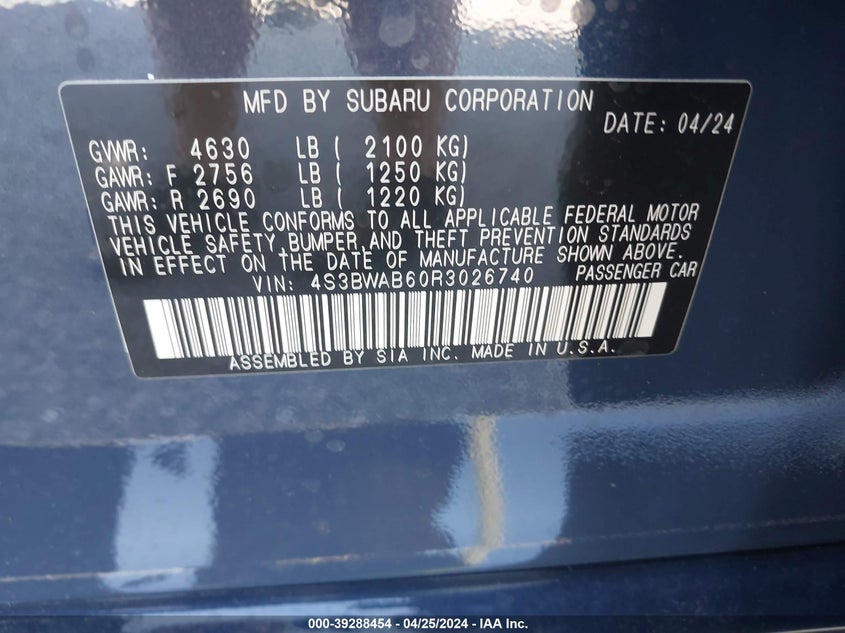 MFD BY SUBARU CORPORATION
DATE: 04/24
GVWR: 4630 LB ( 2100 KG)
GAWR: F 2756 LB ( 1250 KG)
GAWR: R 2690 LB ( 1220 KG)
THIS VEHICLE CONFORMS TO ALL APPLICABLE FEDERAL MOTOR
VEHICLE SAFETY,BUMPER,AND THEFT PREVENTION STANDARDS
IN EFFECT ON THE DATE OF MANUFACTURE SHOWN ABOVE.
VIN: 4S3BWAB60R3026740 PASSENGER CAR
ASSEMBLED BY SIA INC. MADE IN U.S.A.
000-39288454 - 04/25/2024 - IAA Inc.